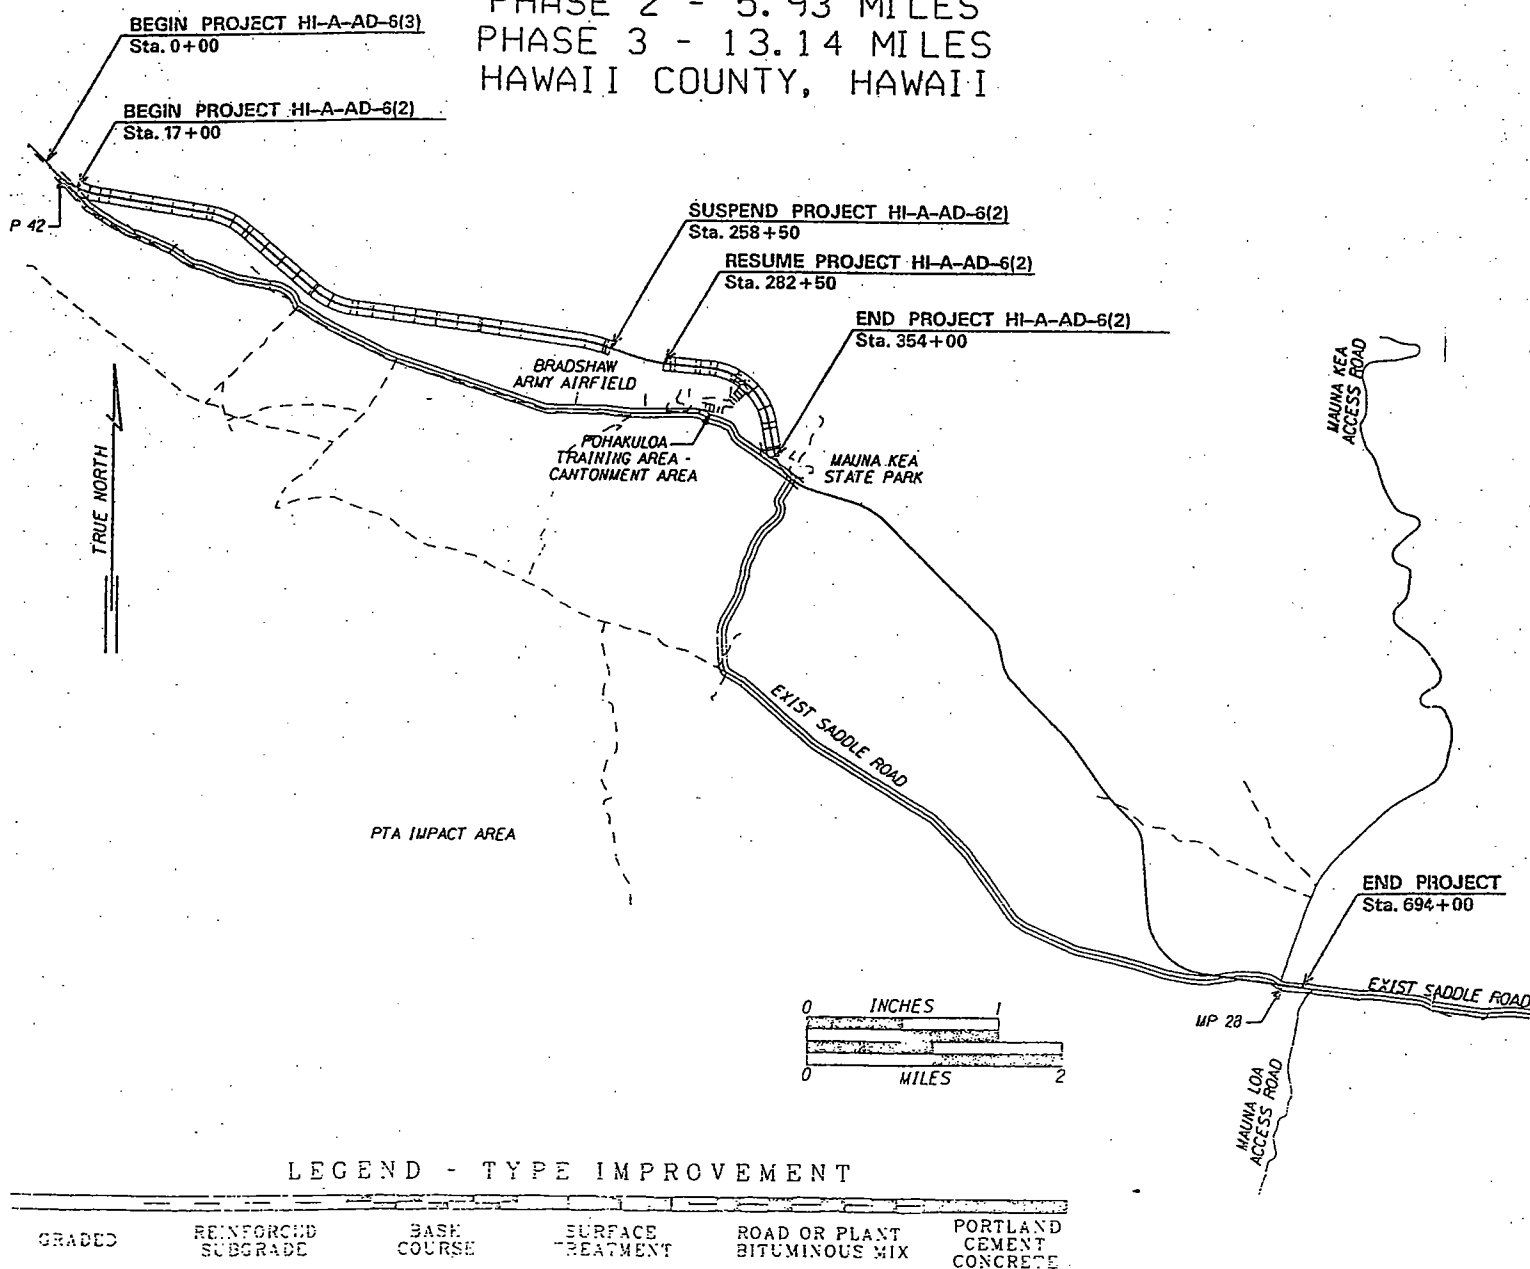 PHASE 2 - 5.93 MILES
PHASE 3 - 13.14 MILES
HAWAII COUNTY, HAWAII
BEGIN PROJECT HI-A-AD-6(3)
Sta. 0+00
BEGIN PROJECT HI-A-AD-6(2)
Sta. 17+00
P 42
SUSPEND PROJECT HI-A-AD-6(2)
Sta. 258+50
RESUME PROJECT HI-A-AD-6(2)
Sta. 282+50
END PROJECT HI-A-AD-6(2)
Sta. 354+00
BRADSHAW
ARMY AIRFIELD
POHAKULOA
TRAINING AREA -
CANTONMENT AREA
MAUNA KEA
STATE PARK
MAUNA KEA
ACCESS ROAD
TRUE NORTH
EXIST SADDLE ROAD
PTA IMPACT AREA
END PROJECT
Sta. 694+00
EXIST SADDLE ROAD
MP 28
MAUNA LOA
ACCESS ROAD
0 INCHES 1
0 MILES 2
LEGEND - TYPE IMPROVEMENT
GRADED
REINFORCED
SUBGRADE
BASE
COURSE
SURFACE
TREATMENT
ROAD OR PLANT
BITUMINOUS MIX
PORTLAND
CEMENT
CONCRETE